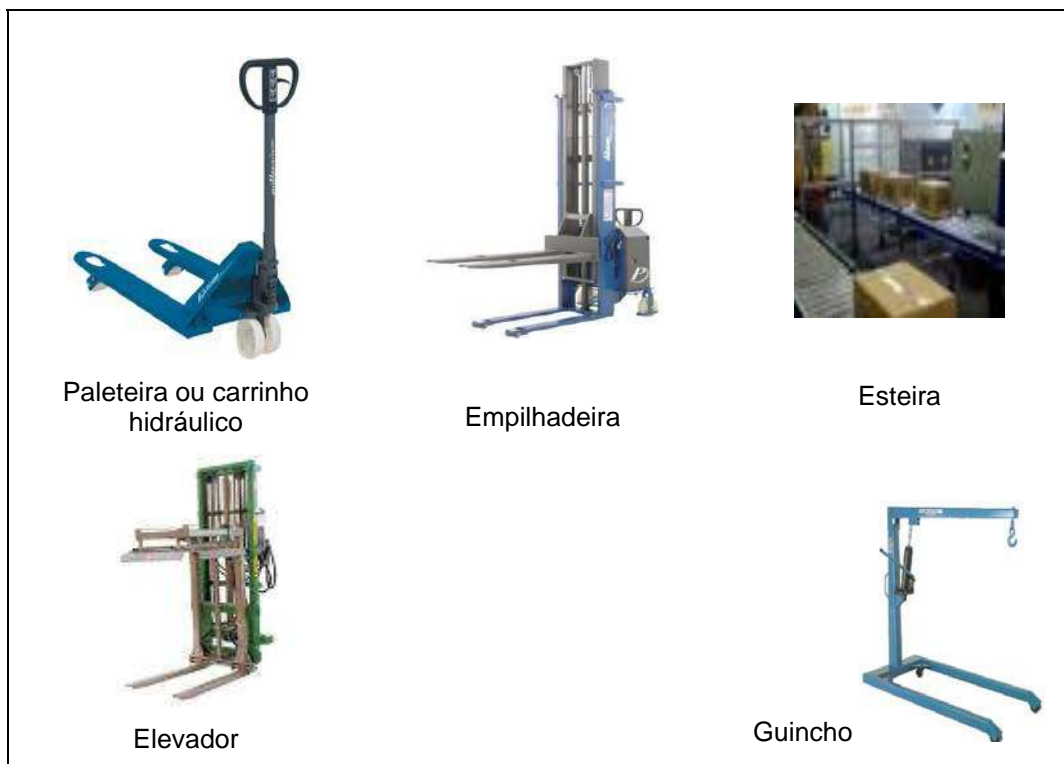 Paleteira ou carrinho
hidráulico
Empilhadeira
Esteira
Elevador
Guincho